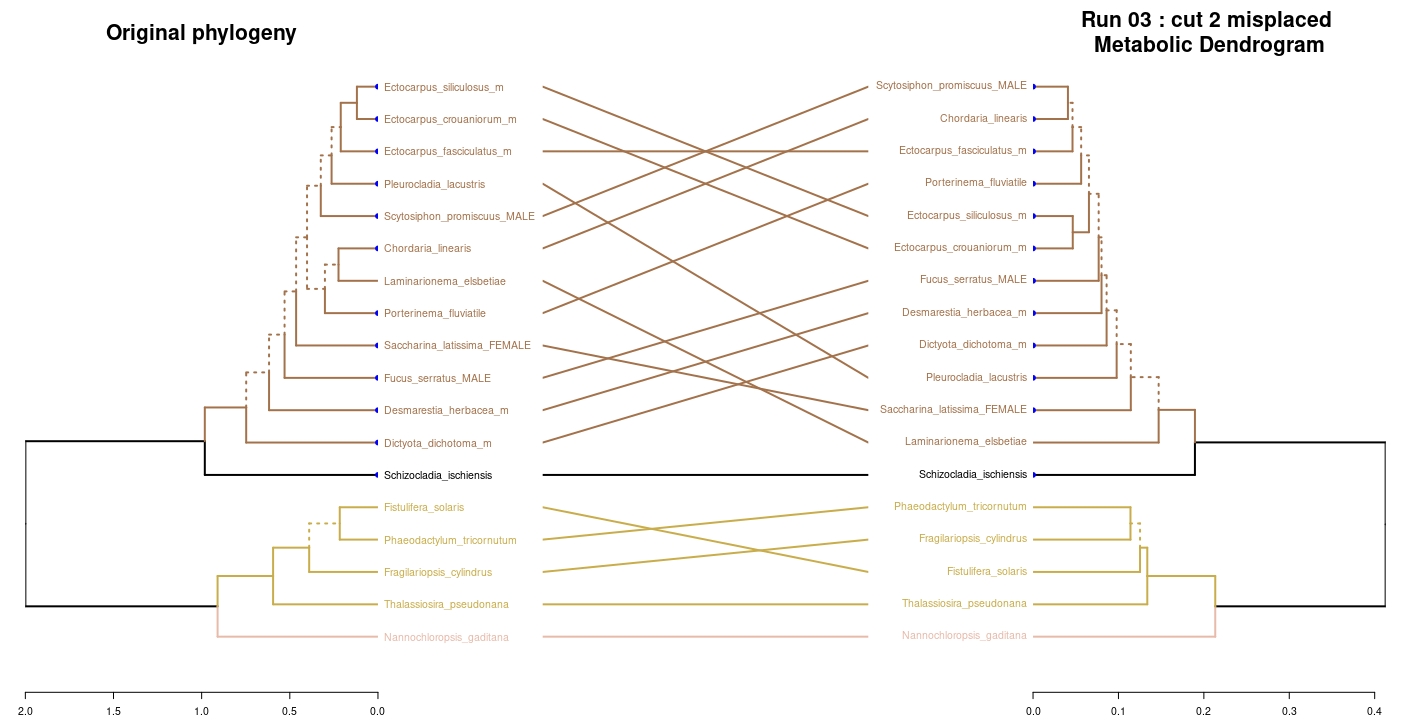 Original phylogeny
Run 03 : cut 2 misplaced
Metabolic Dendrogram
Ectocarpus_siliculosus_m
Ectocarpus_crouaniorum_m
Ectocarpus_fasciculatus_m
Pleurocladia_lacustris
Scytosiphon_promiscuus_MALE
Chordaria_linearis
Laminarionema_elsbetiae
Porterinema_fluviatile
Saccharina_latissima_FEMALE
Fucus_serratus_MALE
Desmarestia_herbacea_m
Dictyota_dichotoma_m
Schizocladia_ischiensis
Fistulifera_solaris
Phaeodactylum_tricornutum
Fragilariopsis_cylindrus
Thalassiosira_pseudonana
Nannochloropsis_gaditana
Scytosiphon_promiscuus_MALE
Chordaria_linearis
Ectocarpus_fasciculatus_m
Porterinema_fluviatile
Ectocarpus_siliculosus_m
Ectocarpus_crouaniorum_m
Fucus_serratus_MALE
Desmarestia_herbacea_m
Dictyota_dichotoma_m
Pleurocladia_lacustris
Saccharina_latissima_FEMALE
Laminarionema_elsbetiae
Schizocladia_ischiensis
Phaeodactylum_tricornutum
Fragilariopsis_cylindrus
Fistulifera_solaris
Thalassiosira_pseudonana
Nannochloropsis_gaditana
2.0 1.5 1.0 0.5 0.0
0.0 0.1 0.2 0.3 0.4